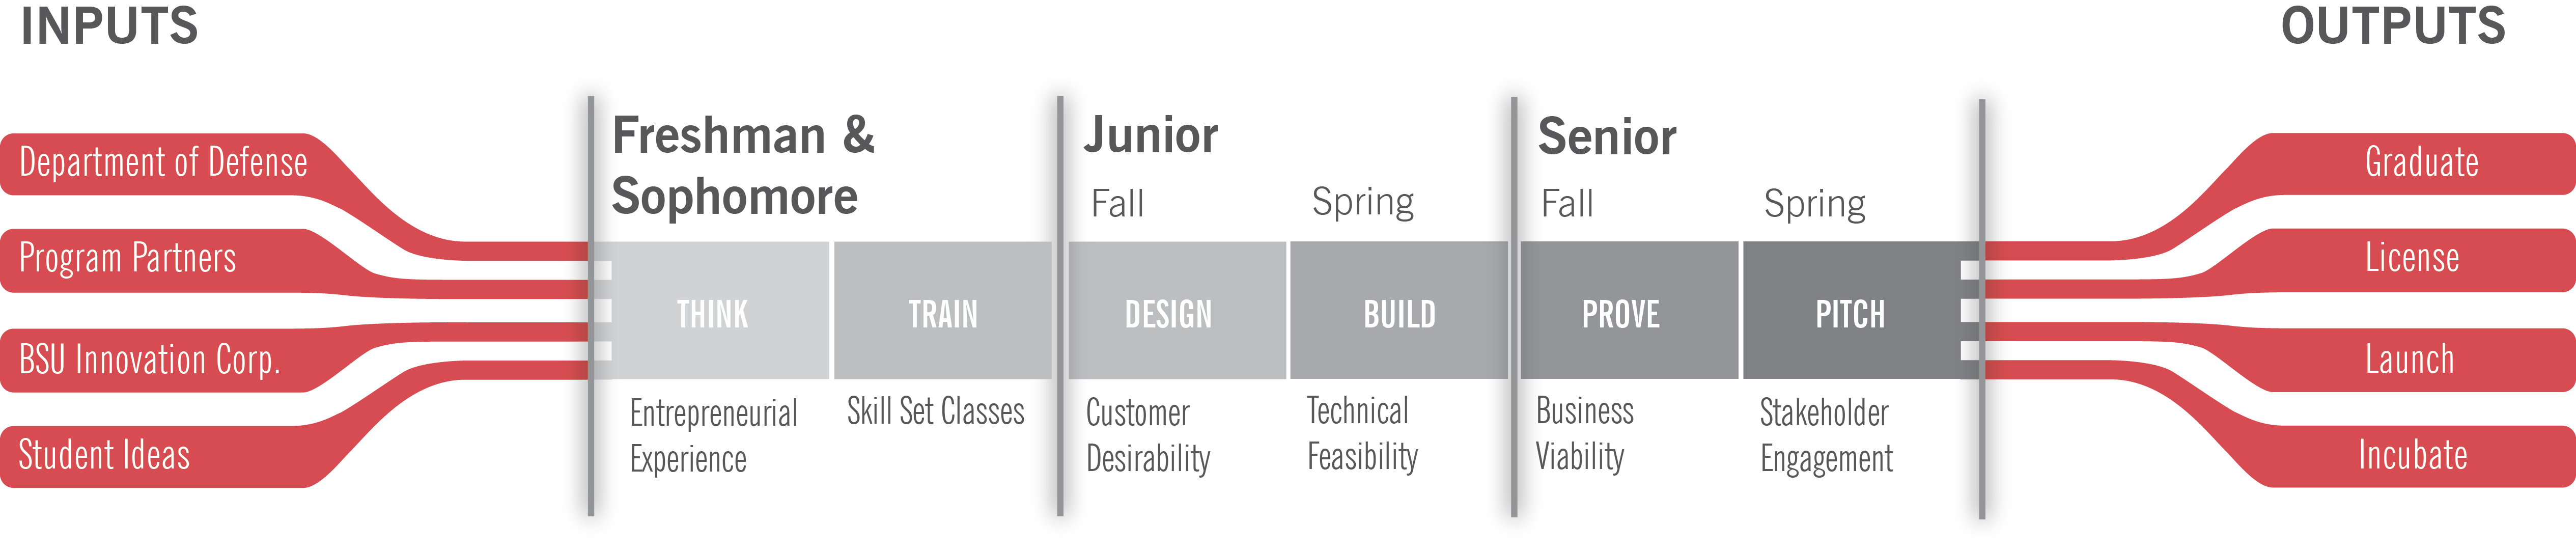 INPUTS
OUTPUTS
Department of Defense
Program Partners
BSU Innovation Corp.
Student Ideas
Freshman &
Sophomore
THINK
TRAIN
Entrepreneurial
Experience
Skill Set Classes
Junior
Fall
Spring
DESIGN
BUILD
Customer
Desirability
Technical
Feasibility
Senior
Fall
Spring
PROVE
PITCH
Business
Viability
Stakeholder
Engagement
Graduate
License
Launch
Incubate